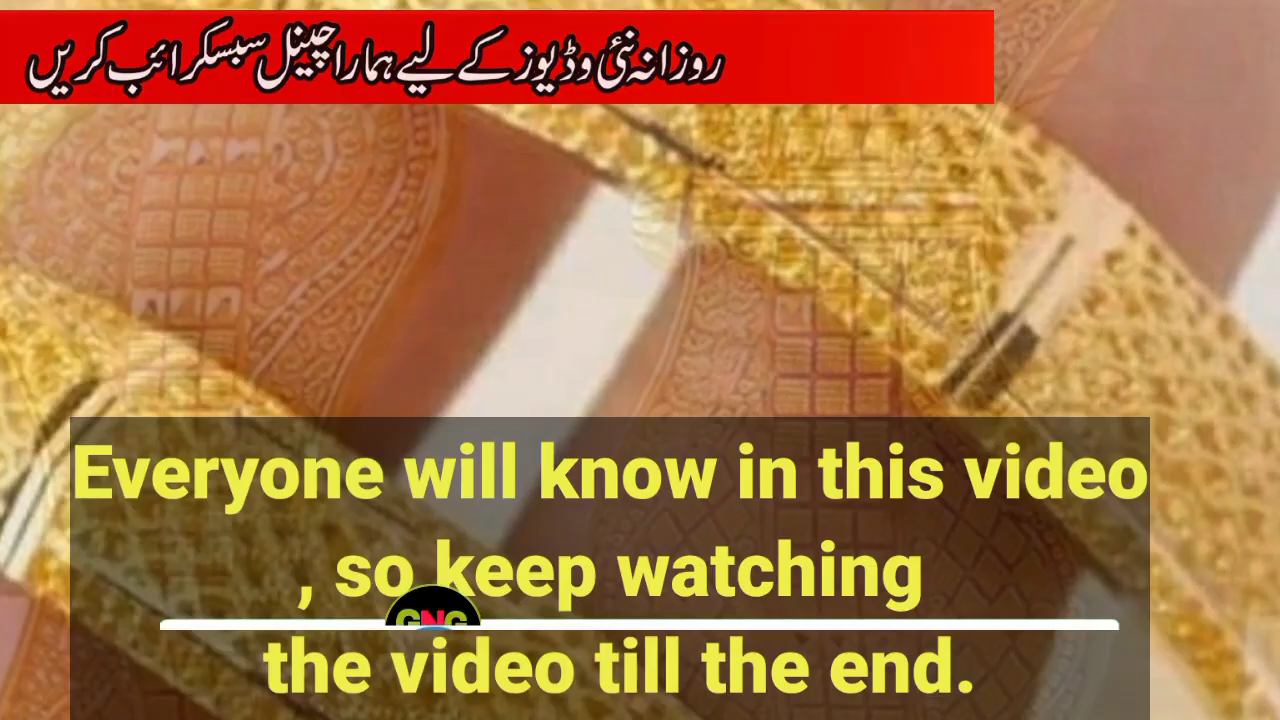 روزانہ نئی وڈیوز کے لیے ہمارا چینل سبسکرائب کریں
Everyone will know in this video
, so keep watching
GNG
the video till the end.